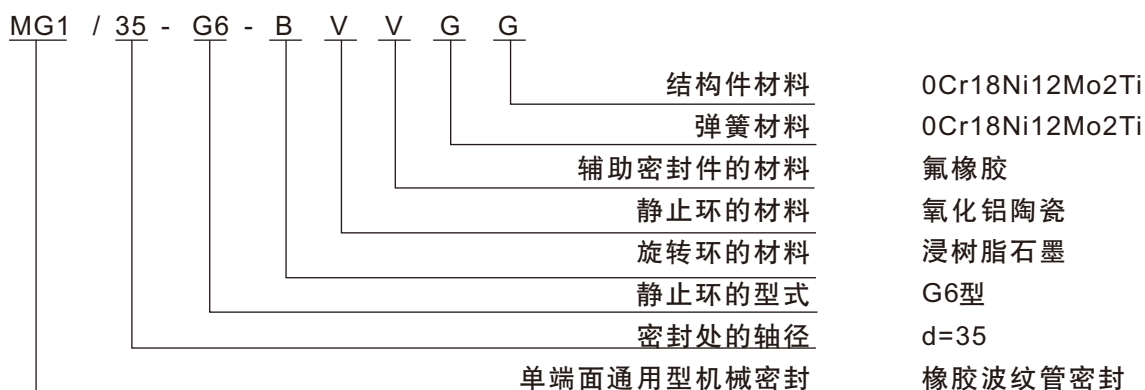 MG1 / 35 - G6 - B V V G G
结构件材料 0Cr18Ni12Mo2Ti
弹簧材料 0Cr18Ni12Mo2Ti
辅助密封件的材料 氟橡胶
静止环的材料 氧化铝陶瓷
旋转环的材料 浸树脂石墨
静止环的型式 G6型
密封处的轴径 d=35
单端面通用型机械密封 橡胶波纹管密封